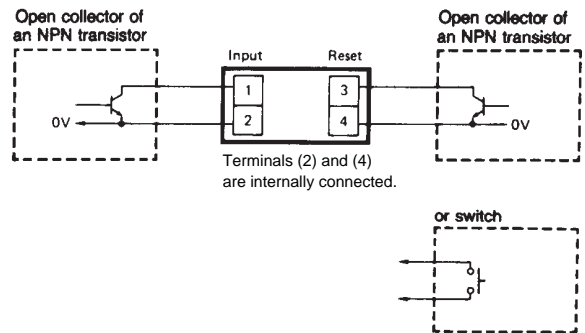 Open collector of
an NPN transistor
Open collector of
an NPN transistor
Input
Reset
1
3
2
4
0V
0V
Terminals (2) and (4)
are internally connected.
or switch